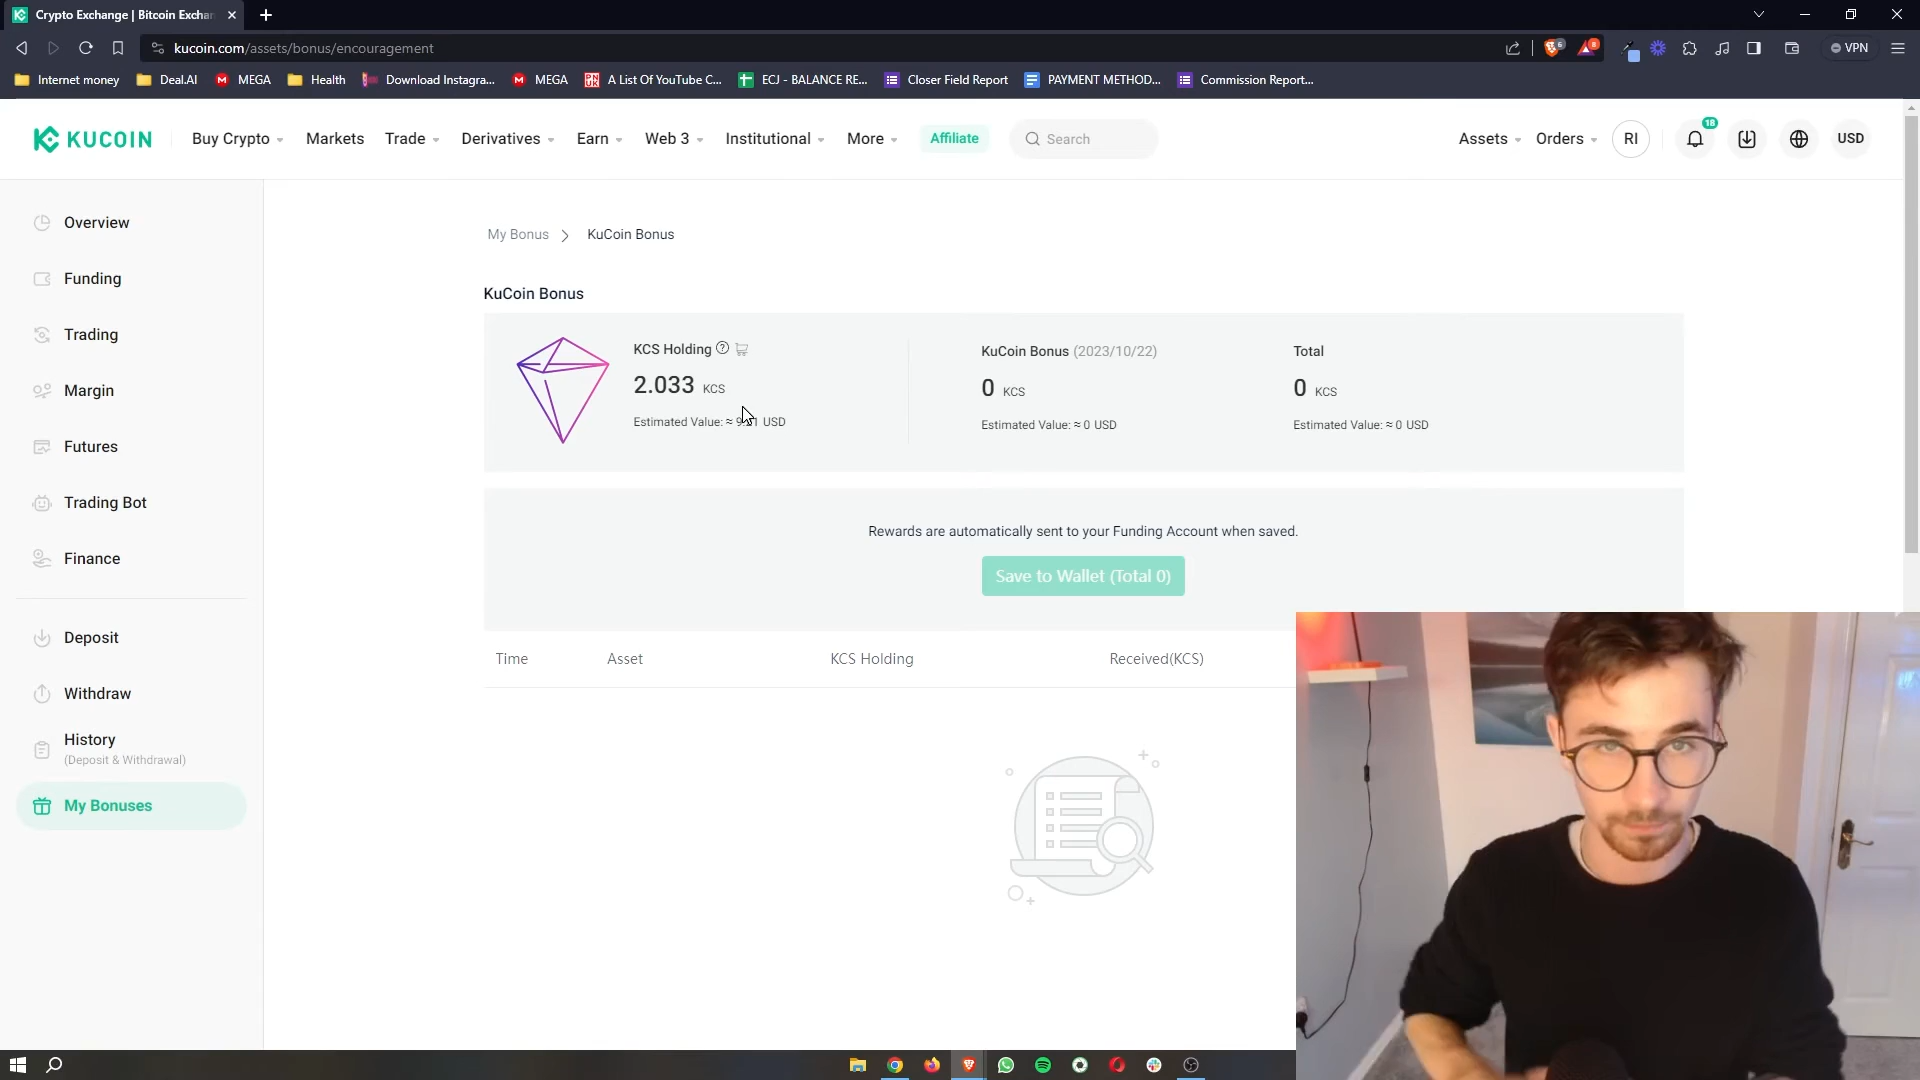 Crypto Exchange | Bitcoin Exchan
kucoin.com/assets/bonus/encouragement
6
8
VPN
Internet money
Deal.AI
MEGA
Health
Download Instagra...
MEGA
A List Of YouTube C...
ECJ - BALANCE RE...
Closer Field Report
PAYMENT METHOD...
Commission Report...
KUCOIN
Buy Crypto
Markets
Trade
Derivatives
Earn
Web 3
Institutional
More
Affiliate
Search
Assets
Orders
RI
18
USD
Overview
Funding
Trading
Margin
Futures
Trading Bot
Finance
Deposit
Withdraw
History
(Deposit & Withdrawal)
My Bonuses
My Bonus
KuCoin Bonus
KuCoin Bonus
KCS Holding
2.033 KCS
Estimated Value: ≈ USD
KuCoin Bonus (2023/10/22)
0 KCS
Estimated Value: ≈ 0 USD
Total
0 KCS
Estimated Value: ≈ 0 USD
Rewards are automatically sent to your Funding Account when saved.
Save to Wallet (Total 0)
Time
Asset
KCS Holding
Received(KCS)